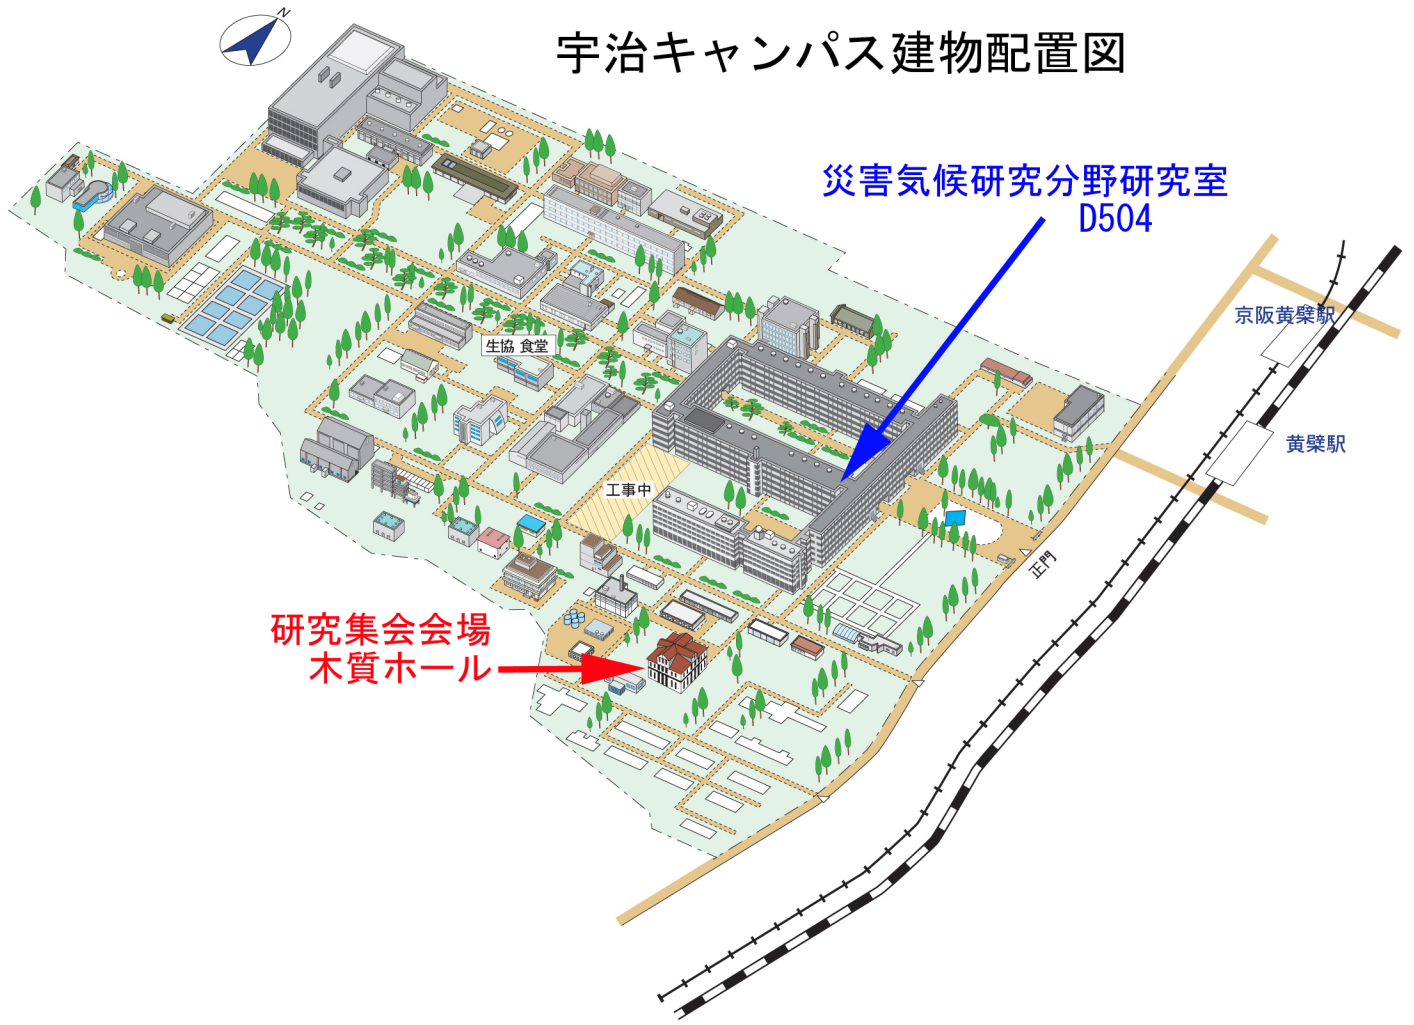 N
宇治キャンパス建物配置図
災害気候研究分野研究室
D504
京阪黄檗駅
生協 食堂
黄檗駅
工事中
正門
研究集会会場
木質ホール